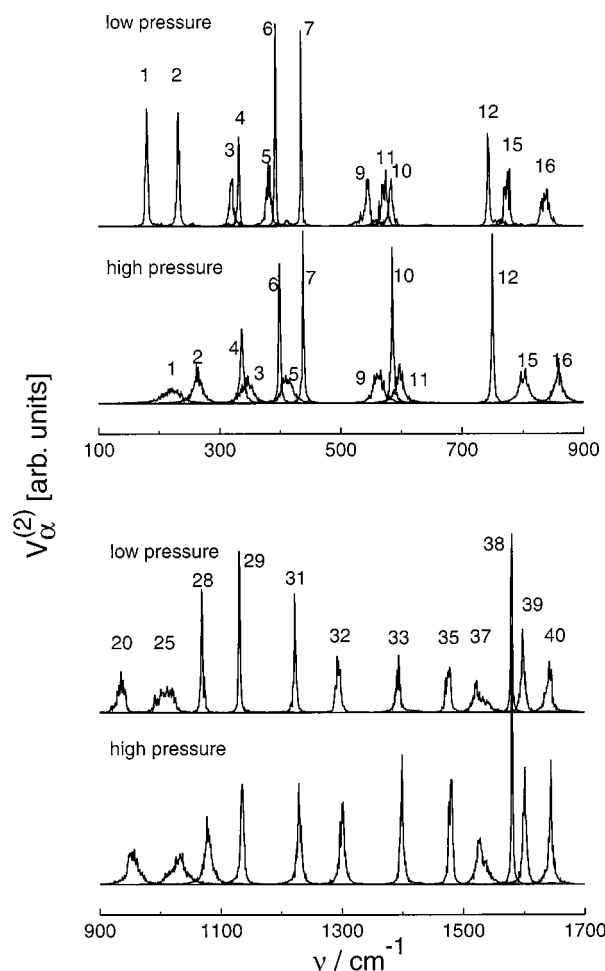 low pressure
1 2 3 4 5 6 7 9 11 10 12 15 16
high pressure
1 2 4 3 6 5 7 9 10 11 12 15 16
100 300 500 700 900
V_α^(2) [arb. units]
low pressure
20 25 28 29 31 32 33 35 37 38 39 40
high pressure
900 1100 1300 1500 1700
ν / cm⁻¹